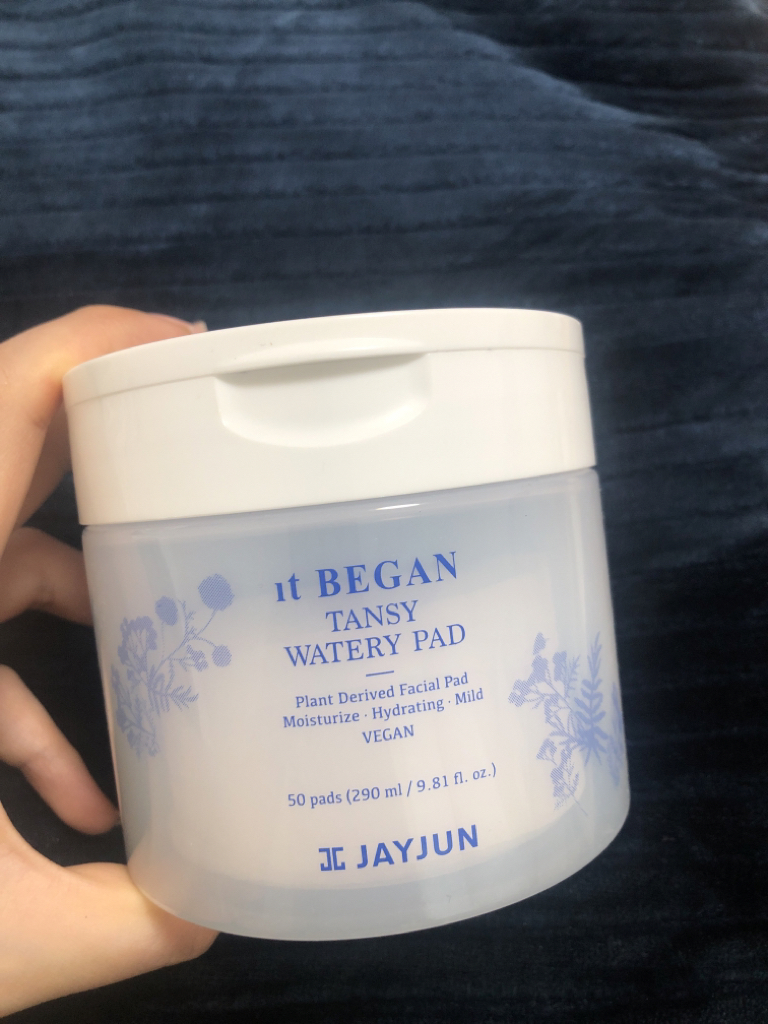 ıt BEGAN
TANSY
WATERY PAD
Plant Derived Facial Pad
Moisturize · Hydrating · Mild
VEGAN
50 pads (290 ml / 9.81 fl. oz.)
JAYJUN